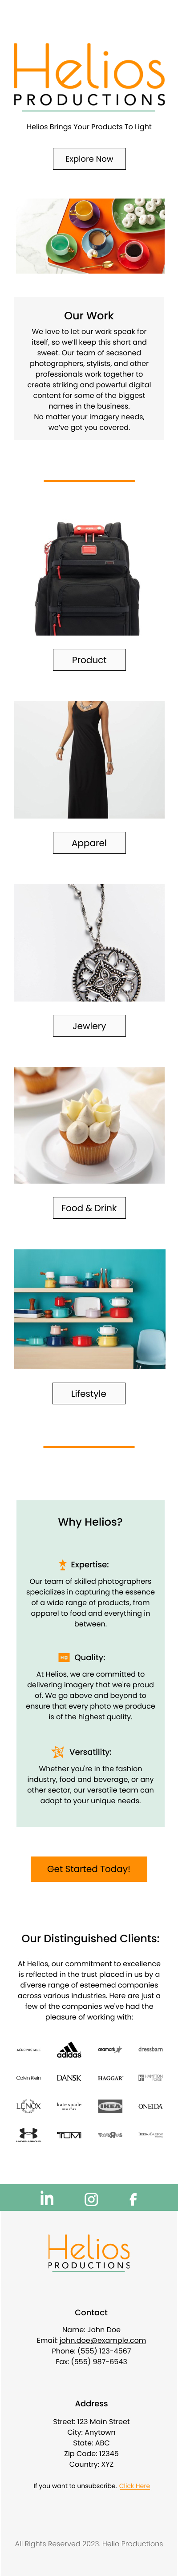 Helios
PRODUCTIONS
Helios Brings Your Products To Light
Explore Now
Our Work
We love to let our work speak for
itself, so we'll keep this short and
sweet. Our team of seasoned
photographers, stylists, and other
professionals work together to
create striking and powerful digital
content for some of the biggest
names in the business.
No matter your imagery needs,
we've got you covered.
Product
Apparel
Jewlery
Food & Drink
Lifestyle
Why Helios?
Expertise:
Our team of skilled photographers
specializes in capturing the essence
of a wide range of products, from
apparel to food and everything in
between.
HQ
Quality:
At Helios, we are committed to
delivering imagery that we're proud
of. We go above and beyond to
ensure that every photo we produce
is of the highest quality.
Versatility:
Whether you're in the fashion
industry, food and beverage, or any
other sector, our versatile team can
adapt to your unique needs.
Get Started Today!
Our Distinguished Clients:
At Helios, our commitment to excellence
is reflected in the trust placed in us by a
diverse range of esteemed companies
across various industries. Here are just a
few of the companies we've had the
pleasure of working with:
AÉROPOSTALE adidas aramark dressbarn
Calvin Klein DANSK HAGGAR
LENOX kate spade NEW YORK IKEA ONEIDA
UNDER ARMOUR TUMI
in f
Helios
PRODUCTIONS
Contact
Name: John Doe
Email: john.doe@example.com
Phone: (555) 123-4567
Fax: (555) 987-6543
Address
Street: 123 Main Street
City: Anytown
State: ABC
Zip Code: 12345
Country: XYZ
If you want to unsubscribe. Click Here
All Rights Reserved 2023. Helio Productions